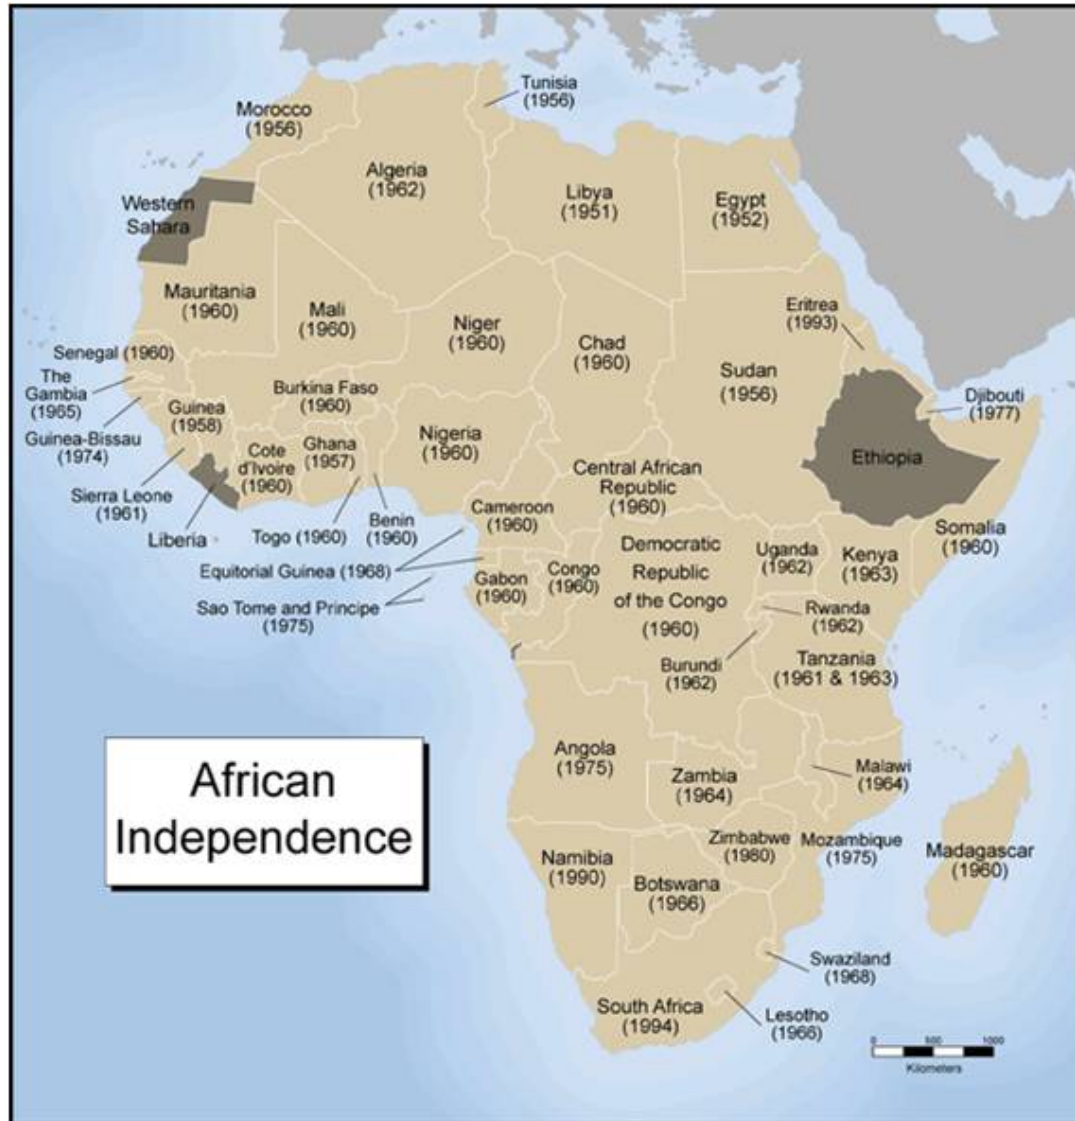 Tunisia
(1956)
Morocco
(1956)
Algeria
(1962)
Libya
(1951)
Egypt
(1952)
Western
Sahara
Mauritania
(1960)
Mali
(1960)
Niger
(1960)
Chad
(1960)
Sudan
(1956)
Eritrea
(1993)
Djibouti
(1977)
Senegal (1960)
The
Gambia
(1965)
Guinea-Bissau
(1974)
Guinea
(1958)
Sierra Leone
(1961)
Liberia
Burkina Faso
(1960)
Cote
d'Ivoire
(1960)
Ghana
(1957)
Togo (1960)
Benin
(1960)
Nigeria
(1960)
Ethiopia
Central African
Republic
(1960)
Cameroon
(1960)
Somalia
(1960)
Equitorial Guinea (1968)
Sao Tome and Principe
(1975)
Gabon
(1960)
Congo
(1960)
Democratic
Republic
of the Congo
(1960)
Uganda
(1962)
Kenya
(1963)
Rwanda
(1962)
Burundi
(1962)
Tanzania
(1961 & 1963)
Angola
(1975)
Zambia
(1964)
Malawi
(1964)
African
Independence
Namibia
(1990)
Botswana
(1966)
Zimbabwe
(1980)
Mozambique
(1975)
Madagascar
(1960)
Swaziland
(1968)
South Africa
(1994)
Lesotho
(1966)
0 500 1000
Kilometers